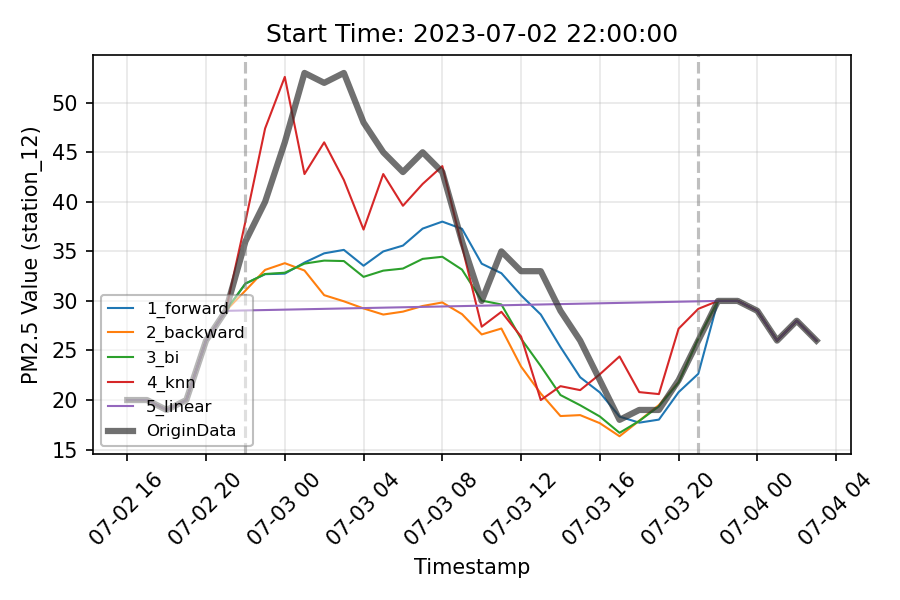 Start Time: 2023-07-02 22:00:00
PM2.5 Value (station_12)
50
45
40
35
30
25
20
15
1_forward
2_backward
3_bi
4_knn
5_linear
OriginData
07-02 16
07-02 20
07-03 00
07-03 04
07-03 08
07-03 12
07-03 16
07-03 20
07-04 00
07-04 04
Timestamp